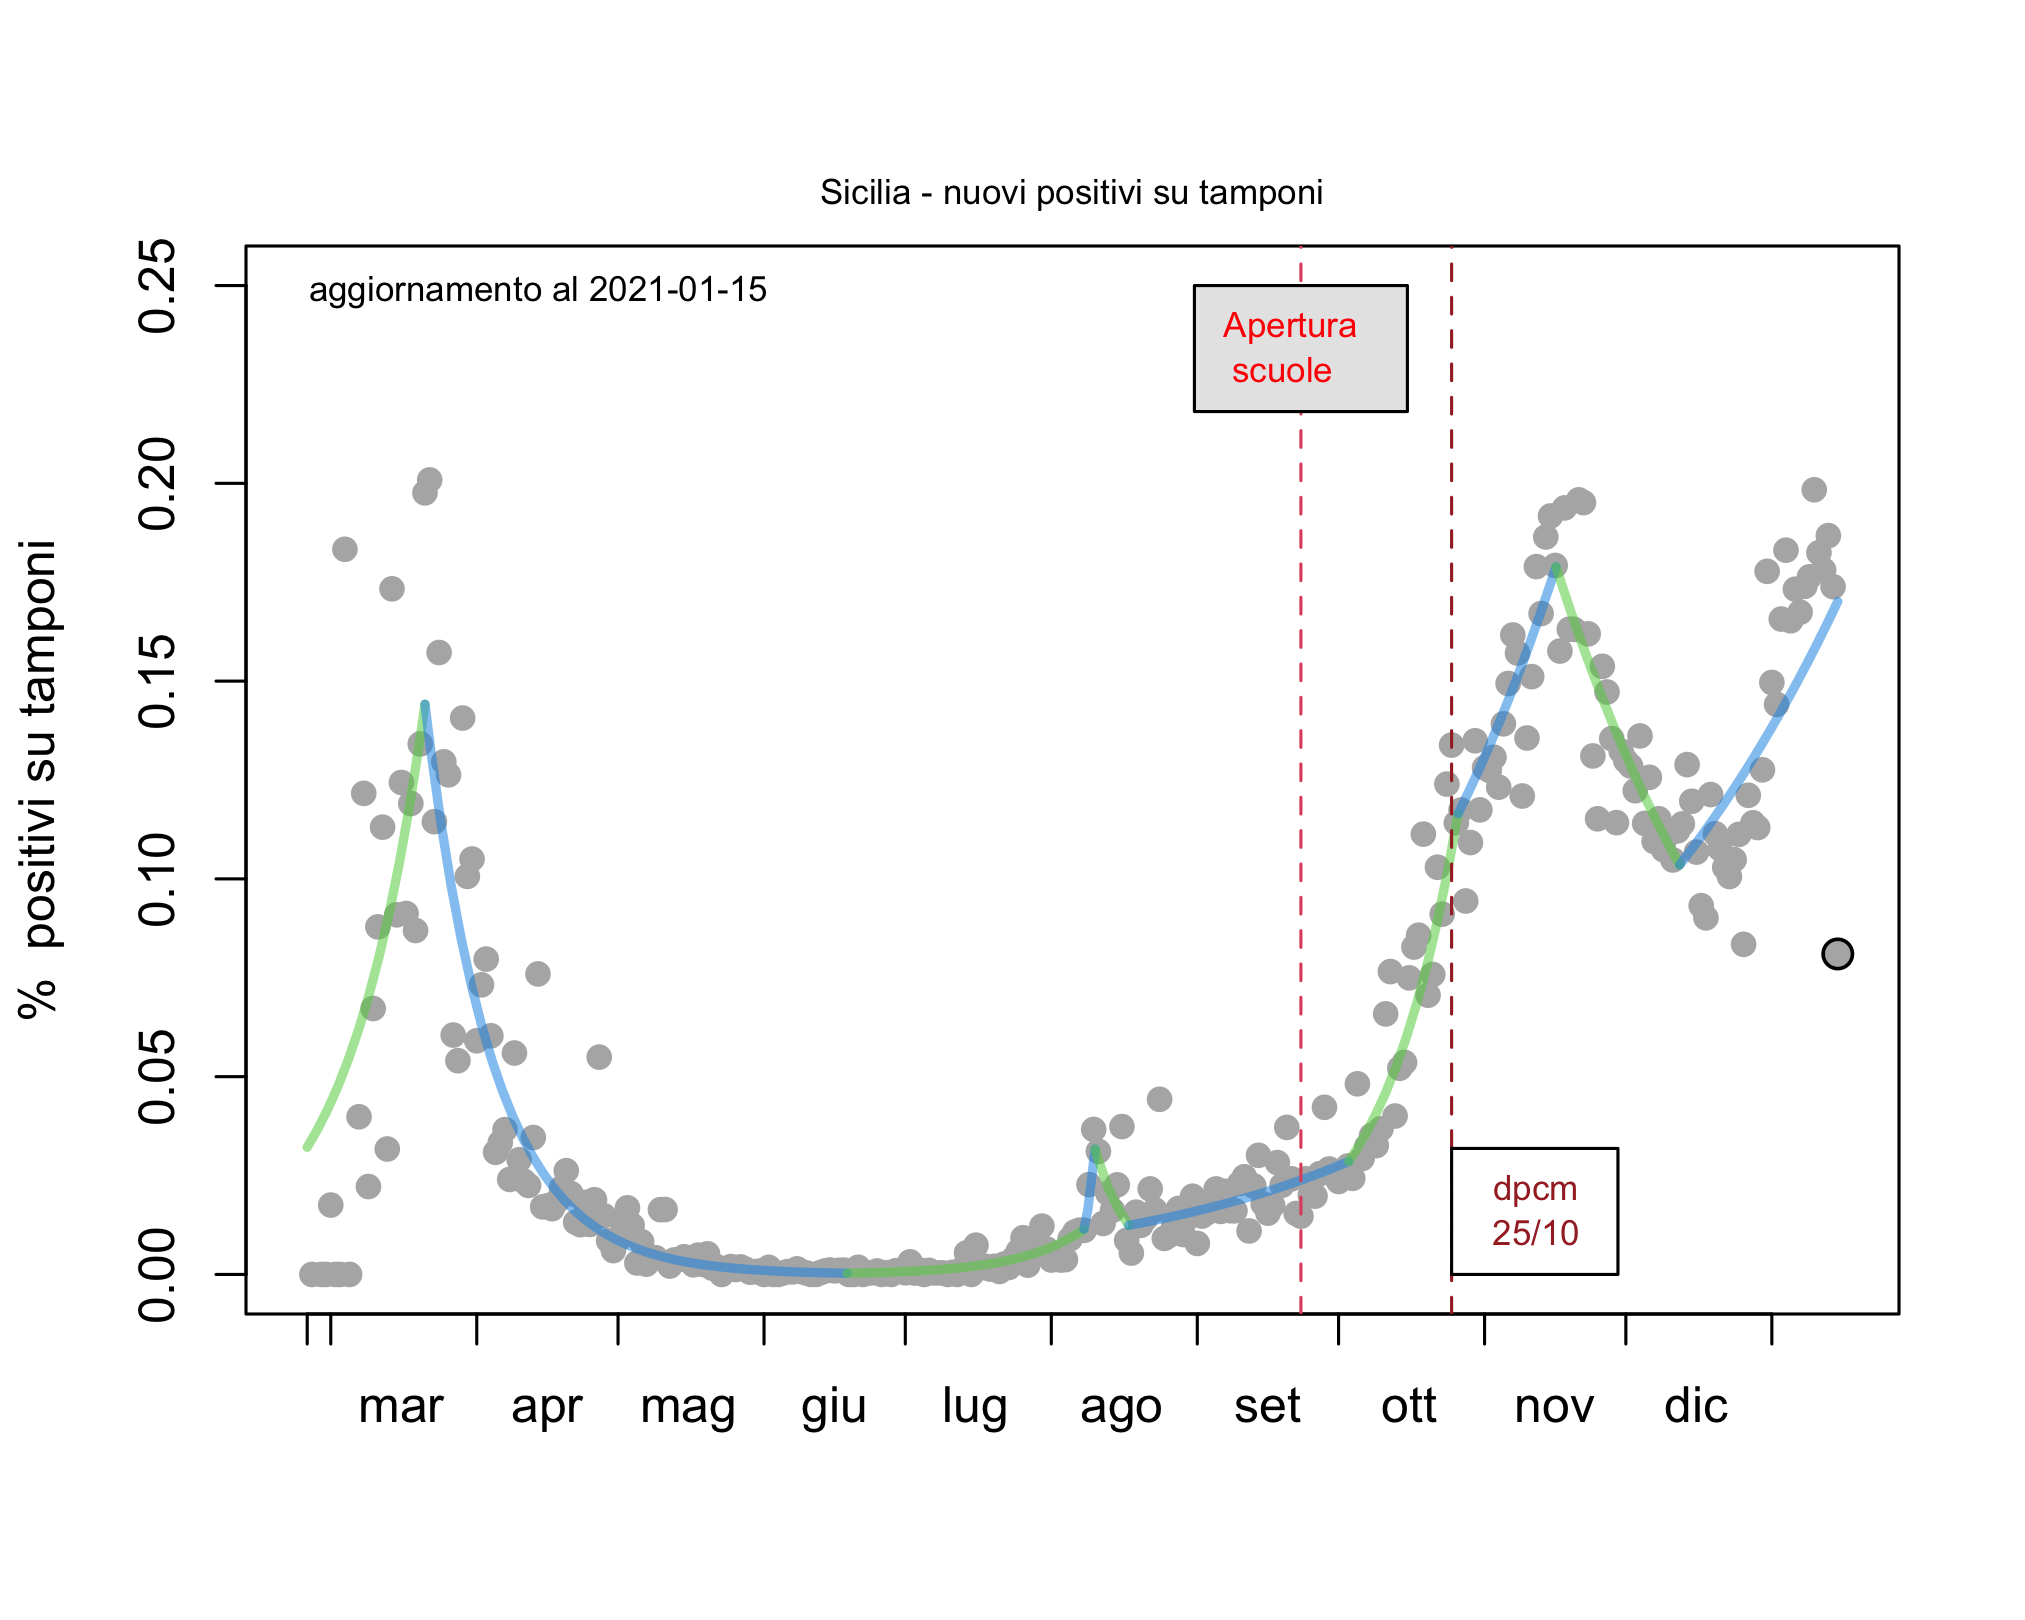 Sicilia - nuovi positivi su tamponi
aggiornamento al 2021-01-15
Apertura
scuole
dpcm
25/10
% positivi su tamponi
0.25
0.20
0.15
0.10
0.05
0.00
mar apr mag giu lug ago set ott nov dic